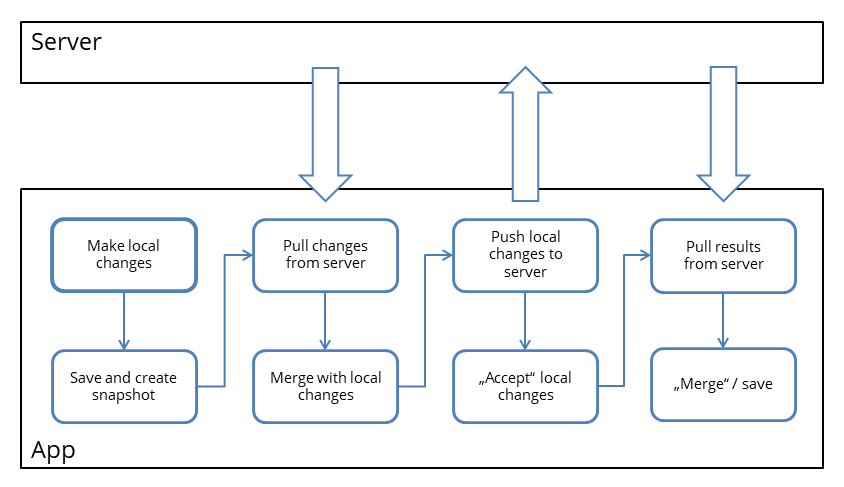 Server
Make local
changes
Pull changes
from server
Push local
changes to
server
Pull results
from server
Save and create
snapshot
Merge with local
changes
„Accept“ local
changes
„Merge“ / save
App